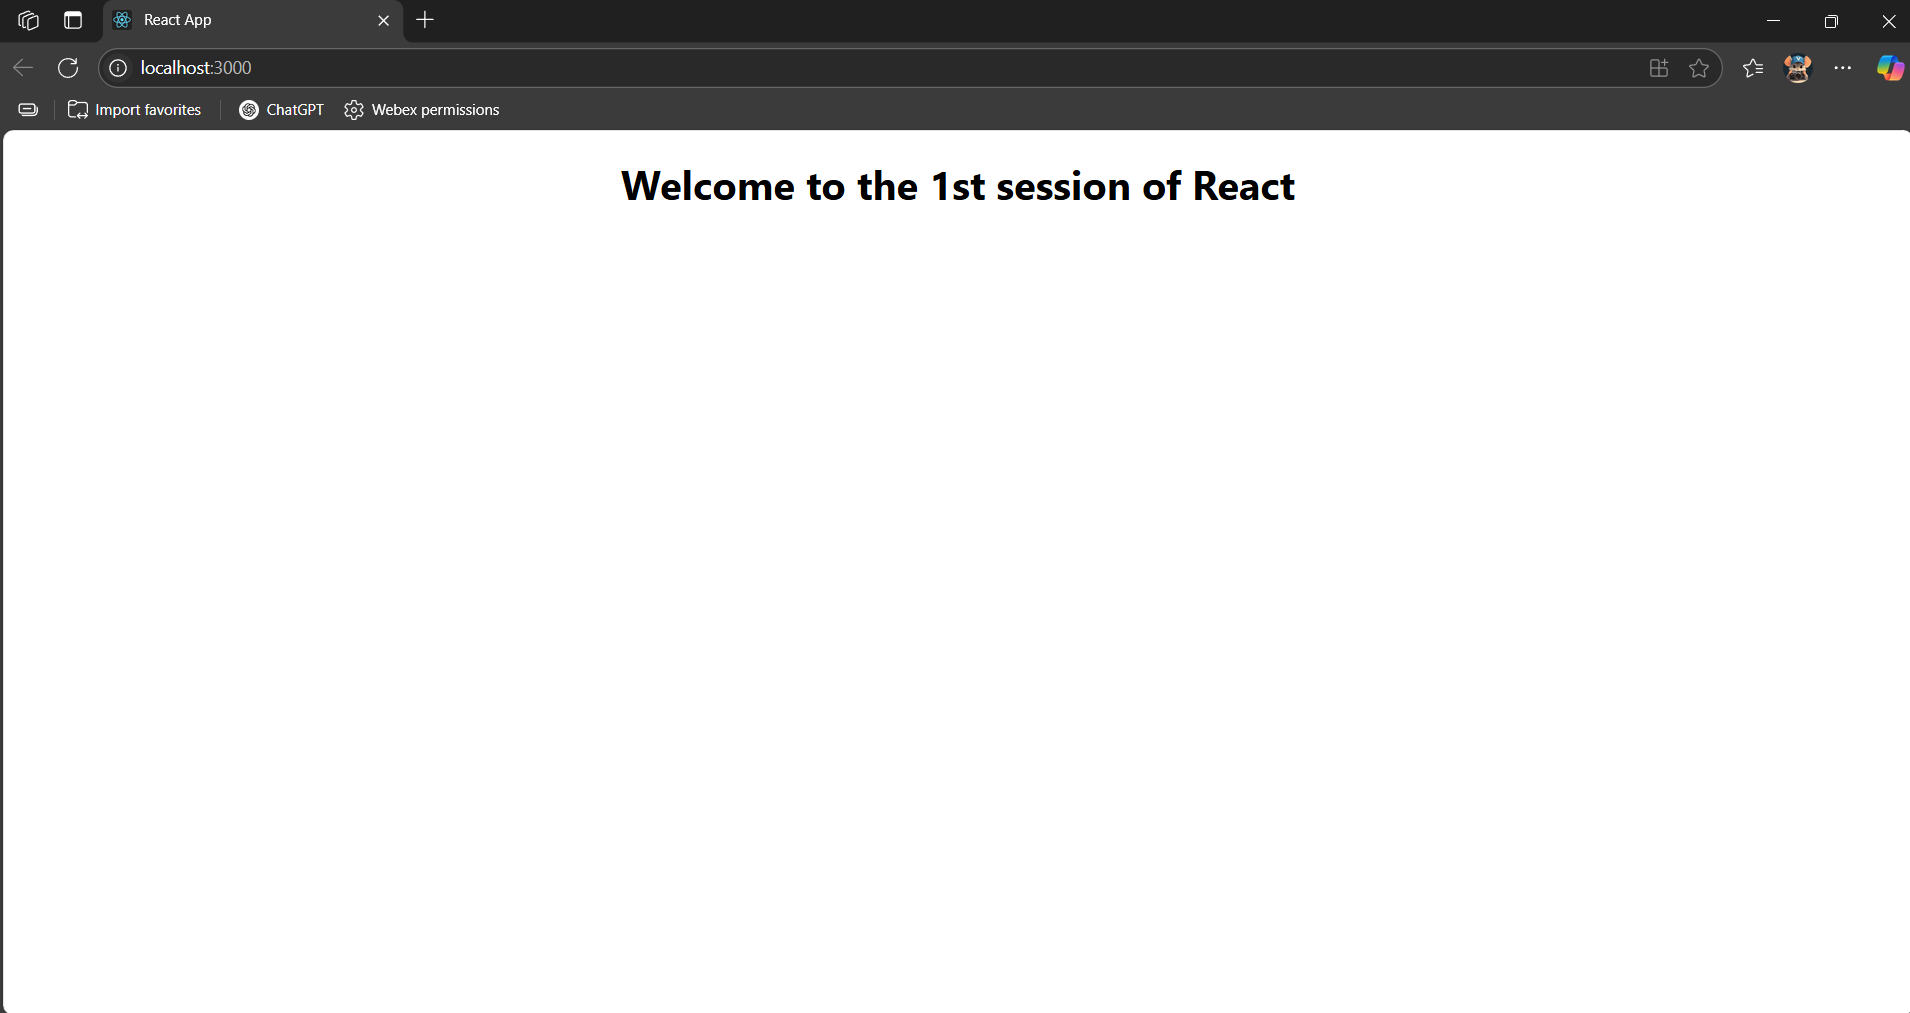 React App
localhost:3000
Import favorites
ChatGPT
Webex permissions
Welcome to the 1st session of React